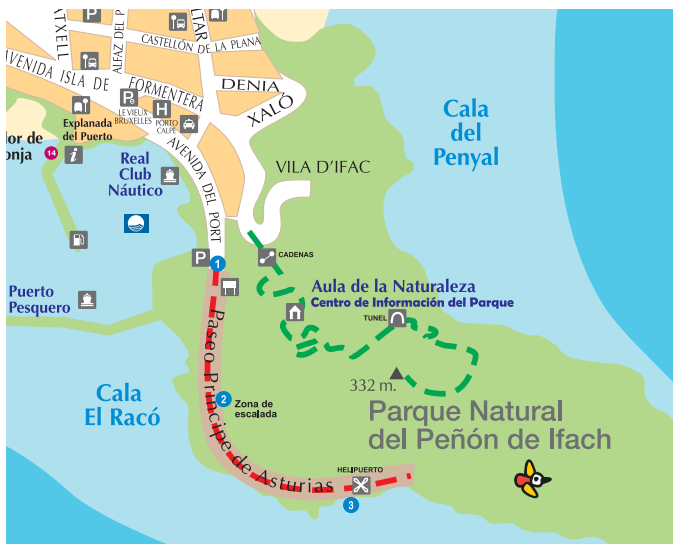 ALFAZ DEL P
LTAR
CASTELLÓN DE LA PLANA
AVENIDA ISLA DE FORMENTERA
DENIA
XALÓ
P
Pe
H
LE VIEUX
BRUXELLES
PORTO
CALPE
Explanada
del Puerto
14
i
Real
Club
Náutico
AVENIDA DEL PORT
VILA D'IFAC
Cala
del
Penyal
P
1
CADENAS
Aula de la Naturaleza
Centro de Información del Parque
TUNEL
Puerto
Pesquero
Paseo Príncipe de Asturias
332 m.
Cala
El Racó
2
Zona de
escalada
Parque Natural
del Peñón de Ifach
HELIPUERTO
3